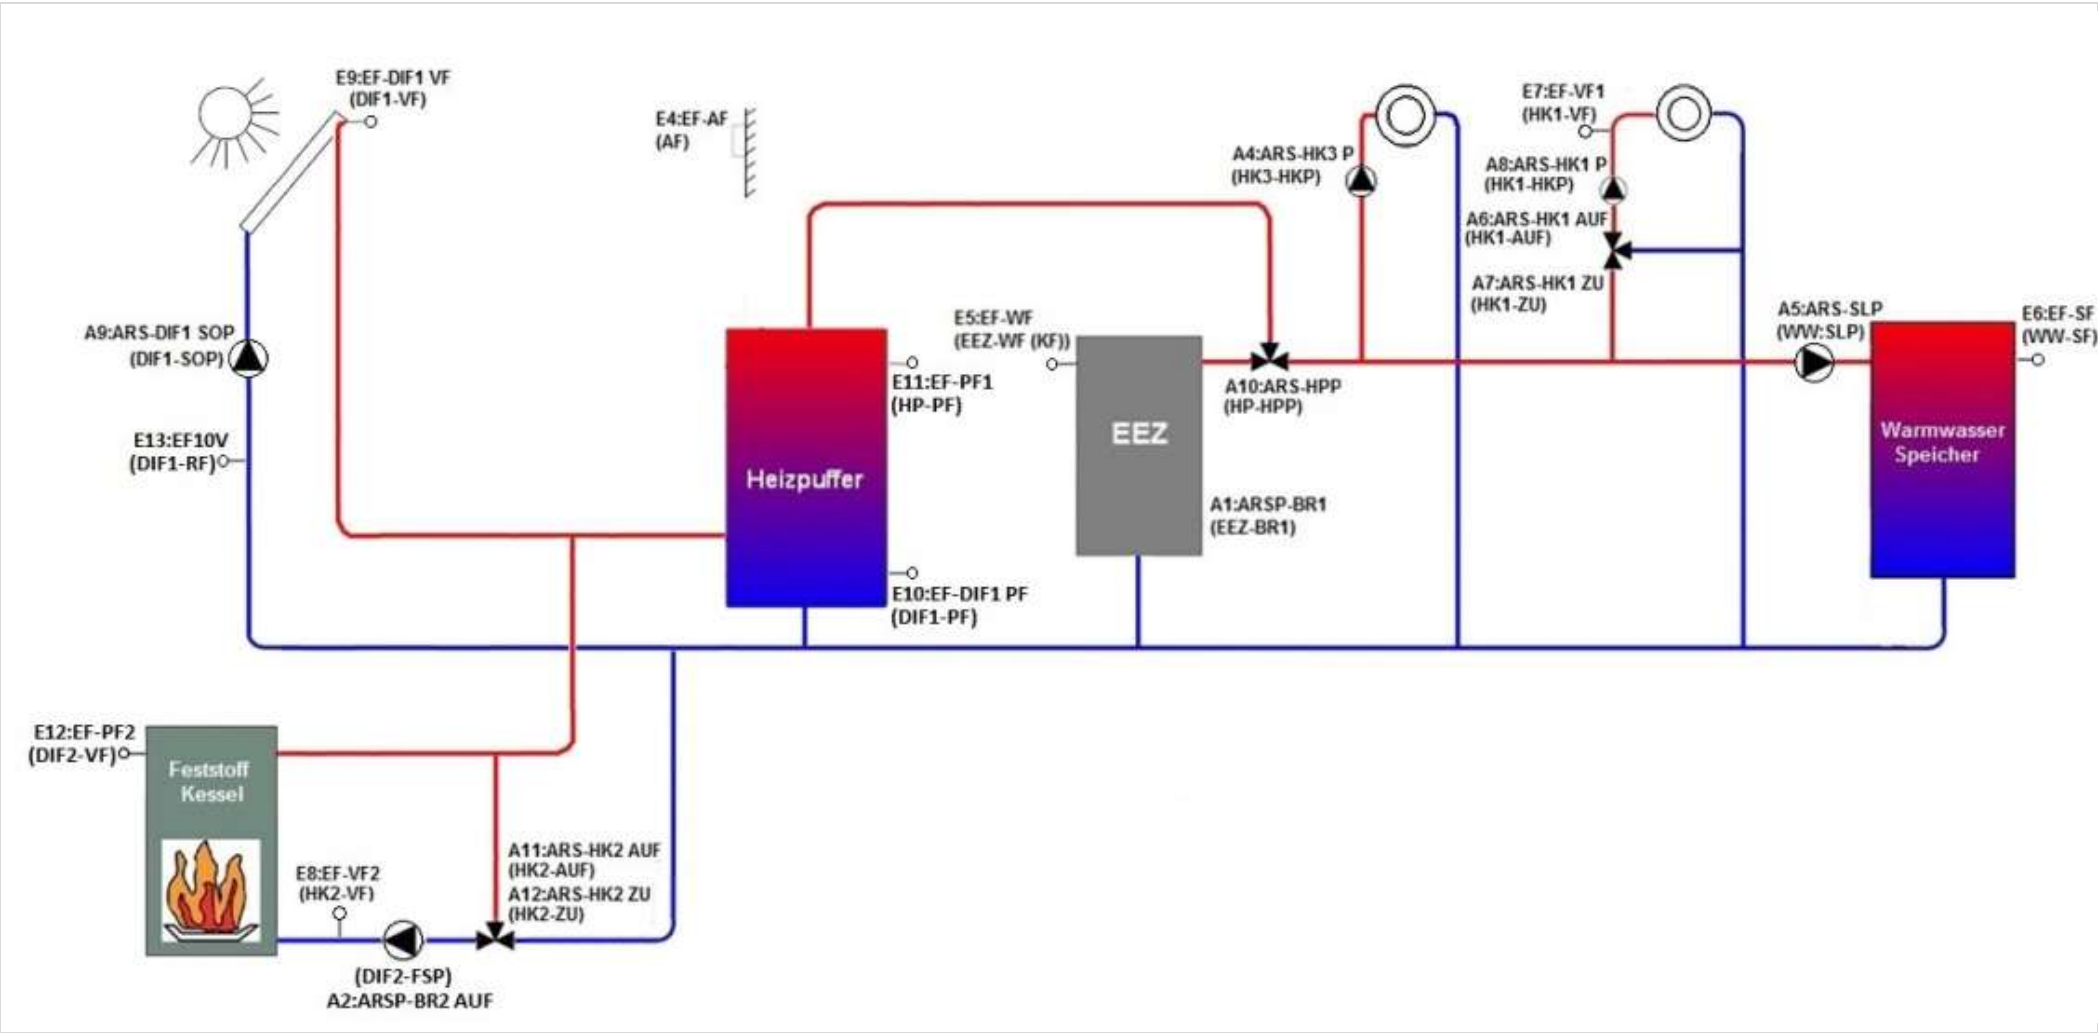 E9:EF-DIF1 VF
(DIF1-VF)
E4:EF-AF
(AF)
E7:EF-VF1
(HK1-VF)
A4:ARS-HK3 P
(HK3-HKP)
A8:ARS-HK1 P
(HK1-HKP)
A6:ARS-HK1 AUF
(HK1-AUF)
A7:ARS-HK1 ZU
(HK1-ZU)
A5:ARS-SLP
(WW:SLP)
E6:EF-SF
(WW-SF)
A9:ARS-DIF1 SOP
(DIF1-SOP)
E5:EF-WF
(EEZ-WF (KF))
E11:EF-PF1
(HP-PF)
A10:ARS-HPP
(HP-HPP)
E13:EF10V
(DIF1-RF)
EEZ
Warmwasser
Speicher
Heizpuffer
A1:ARSP-BR1
(EEZ-BR1)
E10:EF-DIF1 PF
(DIF1-PF)
E12:EF-PF2
(DIF2-VF)
Feststoff
Kessel
A11:ARS-HK2 AUF
(HK2-AUF)
A12:ARS-HK2 ZU
(HK2-ZU)
E8:EF-VF2
(HK2-VF)
(DIF2-FSP)
A2:ARSP-BR2 AUF